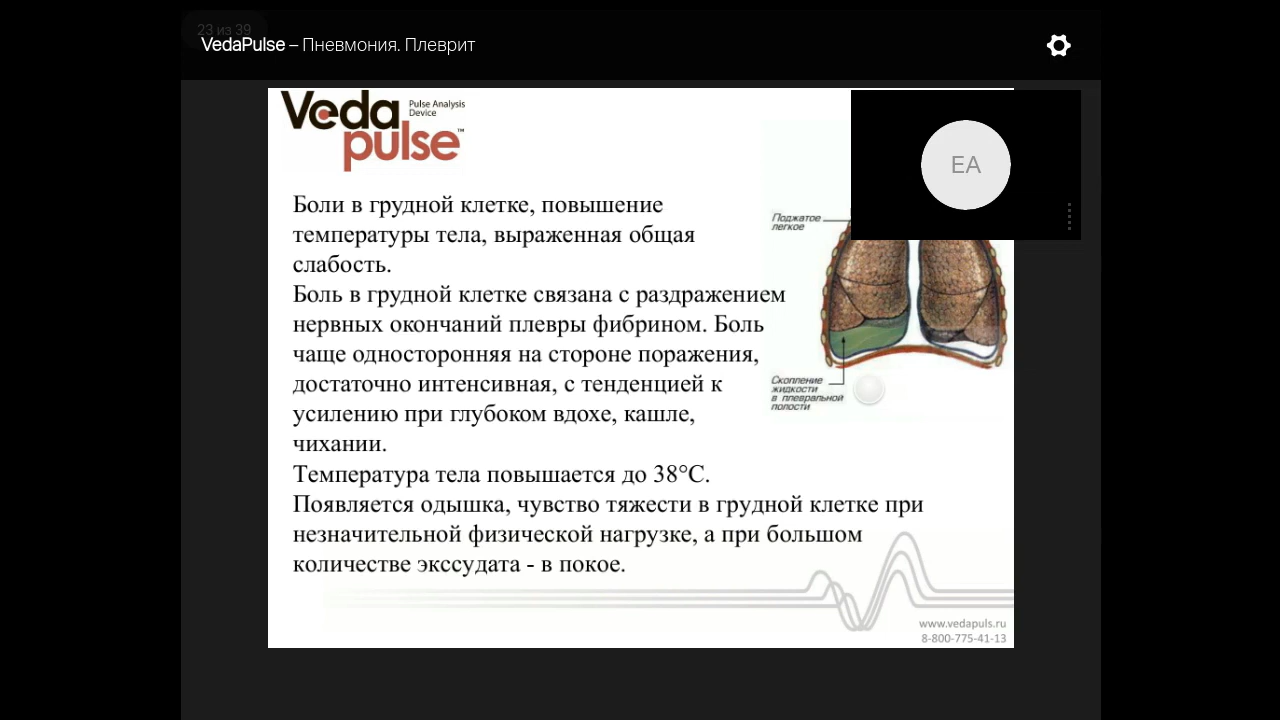 23 из 39
VedaPulse – Пневмония. Плеврит
Veda
Pulse Analysis
Device
pulse™
EA
Боли в грудной клетке, повышение
температуры тела, выраженная общая
слабость.
Боль в грудной клетке связана с раздражением
нервных окончаний плевры фибрином. Боль
чаще односторонняя на стороне поражения,
достаточно интенсивная, с тенденцией к
усилению при глубоком вдохе, кашле,
чихании.
Температура тела повышается до 38°С.
Появляется одышка, чувство тяжести в грудной клетке при
незначительной физической нагрузке, а при большом
количестве экссудата - в покое.
Поджатое
легкое
Скопление
жидкости
в плевральной
полости
www.vedapuls.ru
8-800-775-41-13